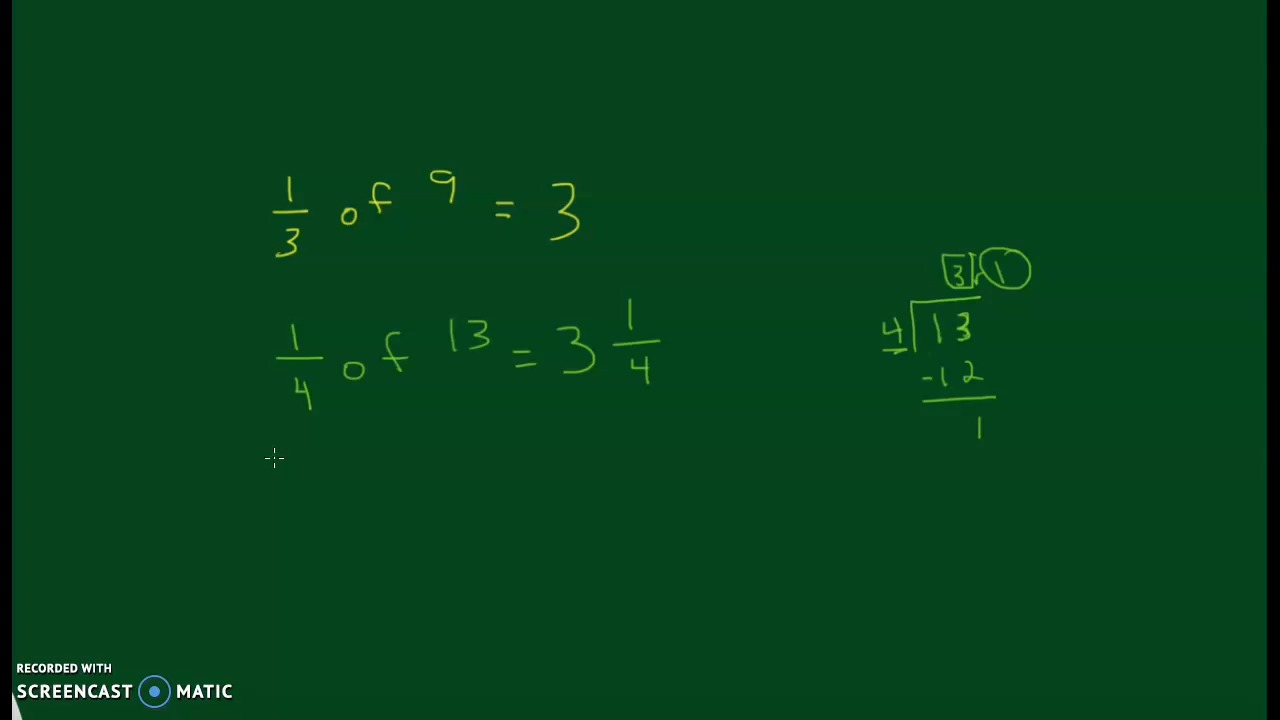 1/3 of 9 = 3
1/4 of 13 = 3 1/4
3 r 1
4 13
-12
1
RECORDED WITH
SCREENCAST MATIC